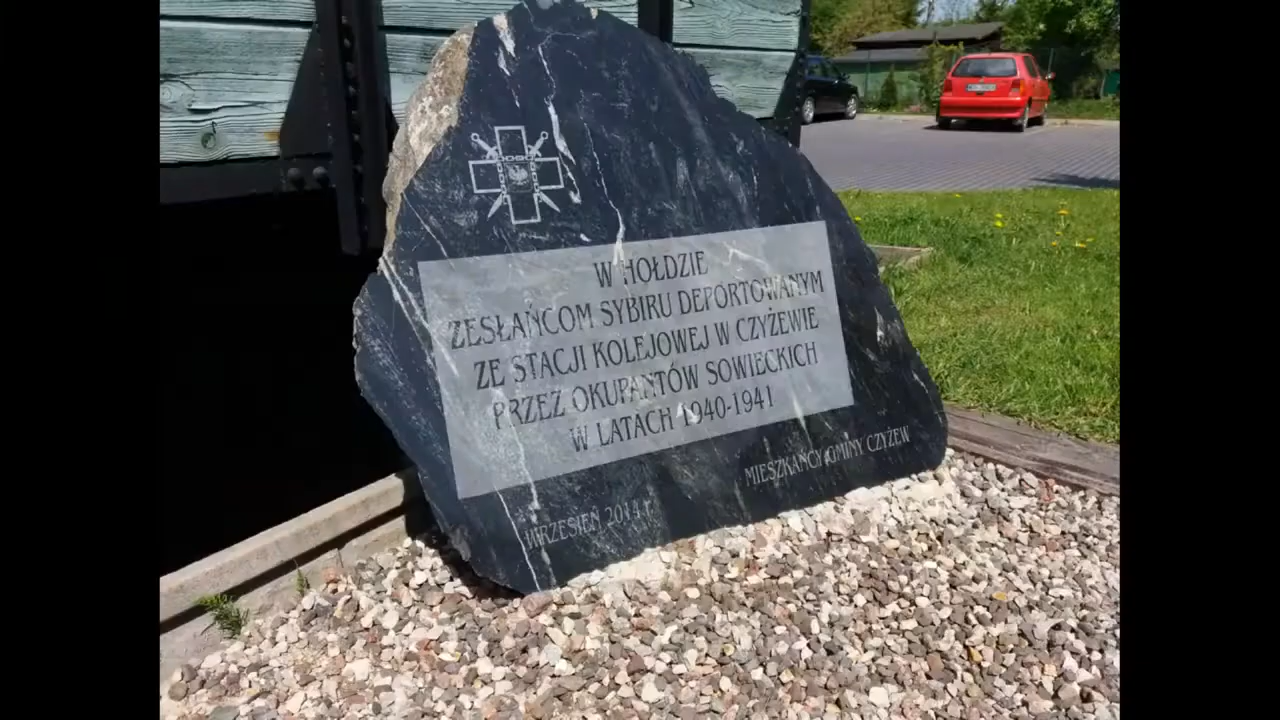 W HOŁDZIE
ZESŁAŃCOM SYBIRU DEPORTOWANYM
ZE STACJI KOLEJOWEJ W CZYŻEWIE
PRZEZ OKUPANTÓW SOWIECKICH
W LATACH 1940-1941
MIESZKAŃCY GMINY CZYŻEW
WRZESIEŃ 2014 r.